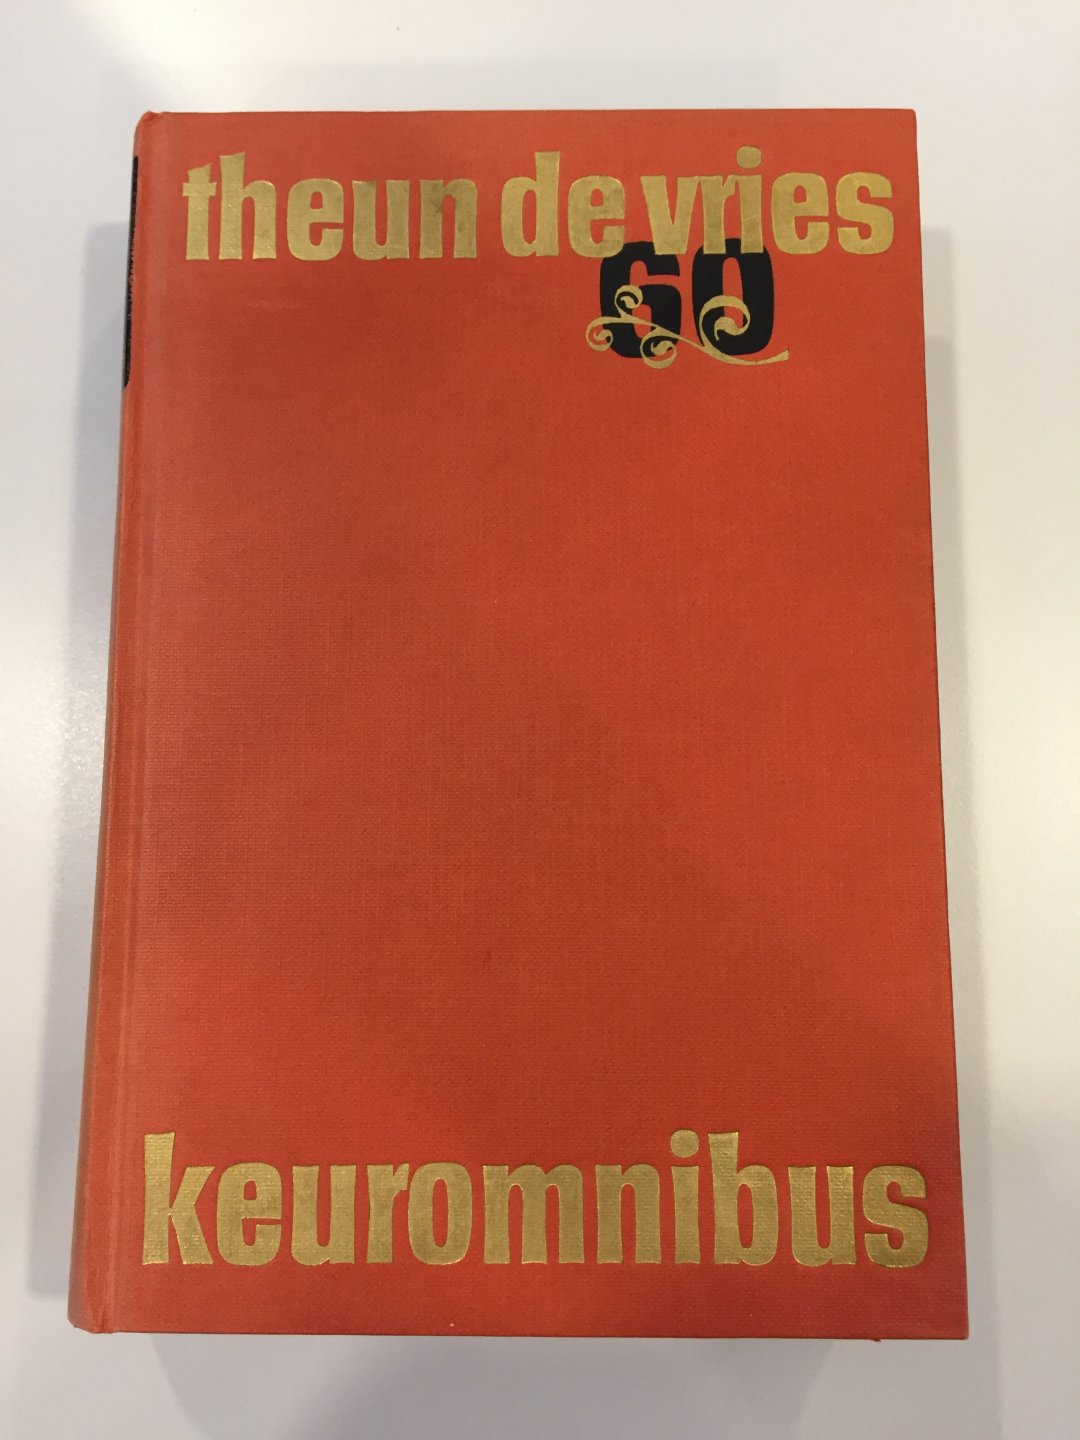 theun de vries
60
keuromnibus